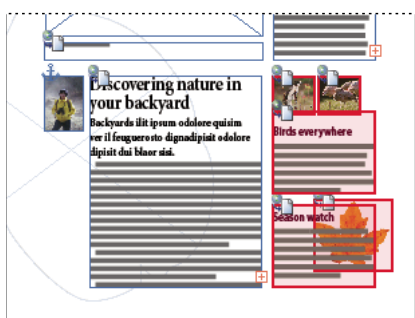 Discovering nature in
your backyard
Backyards ilit ipsum odolore quisim
ver il feuguerosto dignadipisit odolore
dipisit dui blaor sisi.
Birds everywhere
Season watch